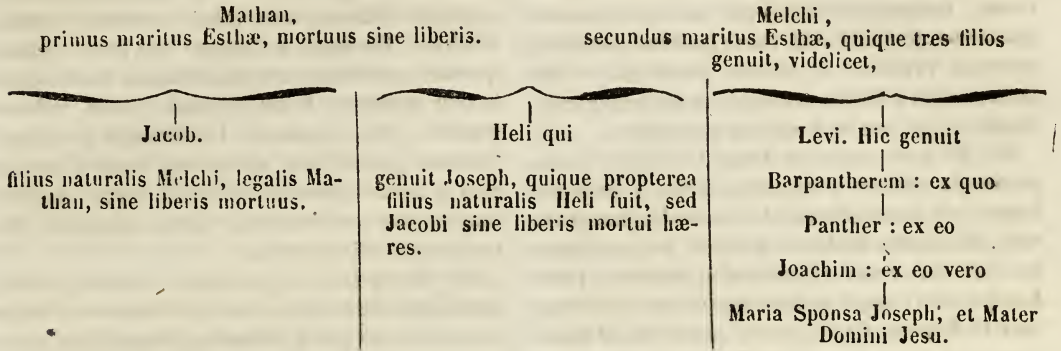 Mathan,
primus maritus Esthæ, mortuus sine liberis.
Melchi,
secundus maritus Esthæ, quique tres filios
genuit, videlicet,
Jacob.
filius naturalis Melchi, legalis Ma-
than, sine liberis mortuus.
Heli qui
genuit Joseph, quique propterea
filius naturalis Heli fuit, sed
Jacobi sine liberis mortui hæ-
res.
Levi. Hic genuit
Barpantherem : ex quo
Panther : ex eo
Joachim : ex eo vero
Maria Sponsa Joseph, et Mater
Domini Jesu.